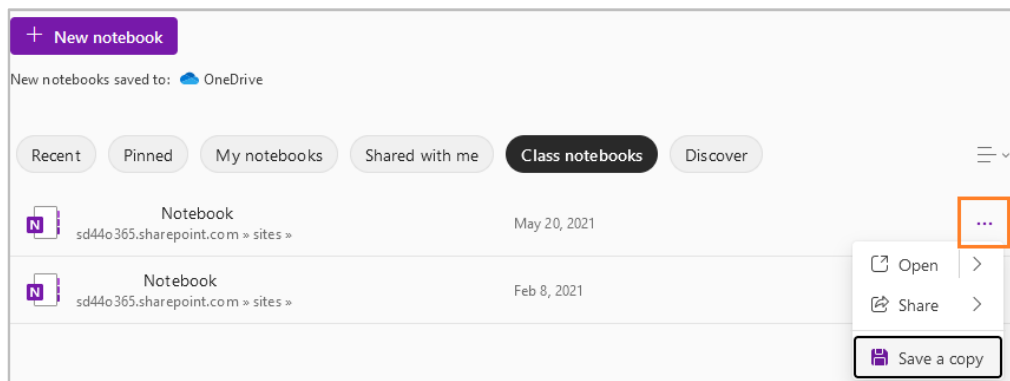 + New notebook
New notebooks saved to: OneDrive
Recent Pinned My notebooks Shared with me Class notebooks Discover
Notebook
sd44o365.sharepoint.com » sites »
May 20, 2021
...
Open >
Share >
Save a copy
Notebook
sd44o365.sharepoint.com » sites »
Feb 8, 2021